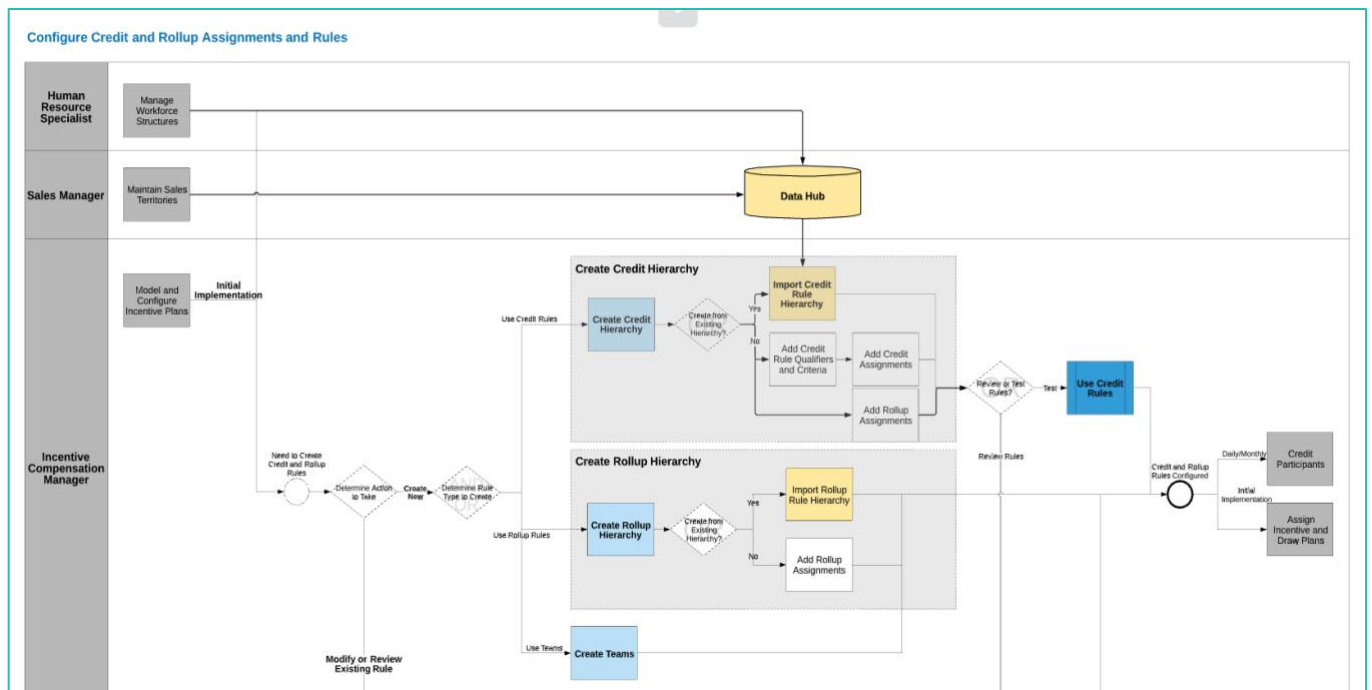 Configure Credit and Rollup Assignments and Rules
Human
Resource
Specialist
Manage
Workforce
Structures
Sales Manager
Maintain Sales
Territories
Data Hub
Incentive
Compensation
Manager
Model and
Configure
Incentive Plans
Initial
Implementation
Need to Create
Credit and Rollup
Rules
Determine Action
to Take
Create
New
Determine Rule
Type to Create
AND
OR
Use Credit Rules
Use Rollup Rules
Use Teams
Create Credit Hierarchy
Create Credit
Hierarchy
Create from
Existing
Hierarchy?
Yes
No
Import Credit
Rule
Hierarchy
Add Credit
Rule Qualifiers
and Criteria
Add Credit
Assignments
Add Rollup
Assignments
Create Rollup Hierarchy
Create Rollup
Hierarchy
Create from
Existing
Hierarchy?
Yes
No
Import Rollup
Rule Hierarchy
Add Rollup
Assignments
Create Teams
Review or Test
Rules?
OR
Test
Use Credit
Rules
Review Rules
Credit and Rollup
Rules Configured
Daily/Monthly
Credit
Participants
Initial
Implementation
Assign
Incentive and
Draw Plans
Modify or Review
Existing Rule